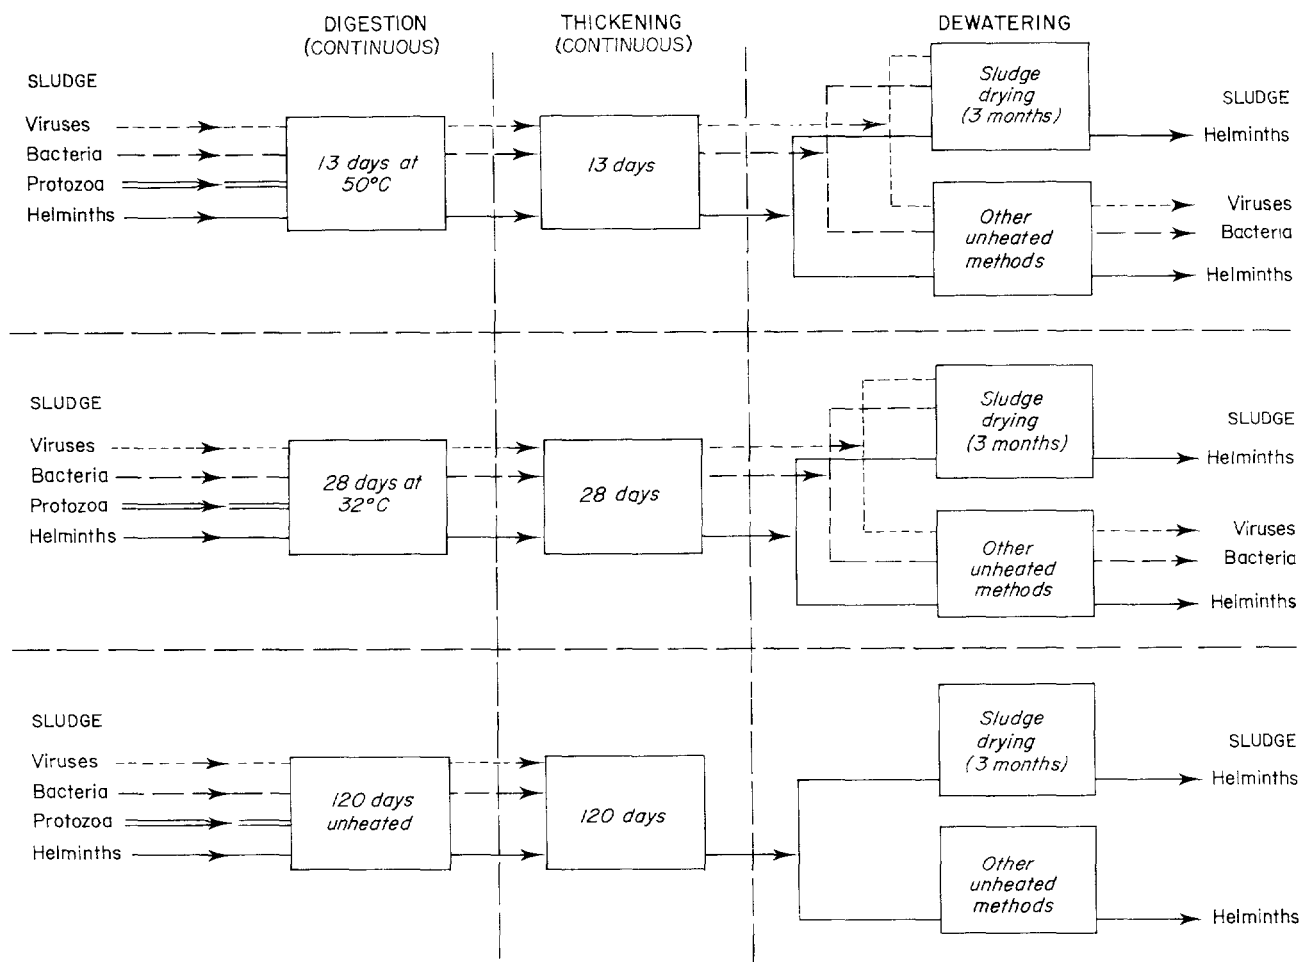 DIGESTION
(CONTINUOUS)
THICKENING
(CONTINUOUS)
DEWATERING
SLUDGE
Viruses
Bacteria
Protozoa
Helminths
13 days at
50°C
13 days
Sludge
drying
(3 months)
Other
unheated
methods
SLUDGE
Helminths
Viruses
Bacteria
Helminths
SLUDGE
Viruses
Bacteria
Protozoa
Helminths
28 days at
32°C
28 days
Sludge
drying
(3 months)
Other
unheated
methods
SLUDGE
Helminths
Viruses
Bacteria
Helminths
SLUDGE
Viruses
Bacteria
Protozoa
Helminths
120 days
unheated
120 days
Sludge
drying
(3 months)
Other
unheated
methods
SLUDGE
Helminths
Helminths